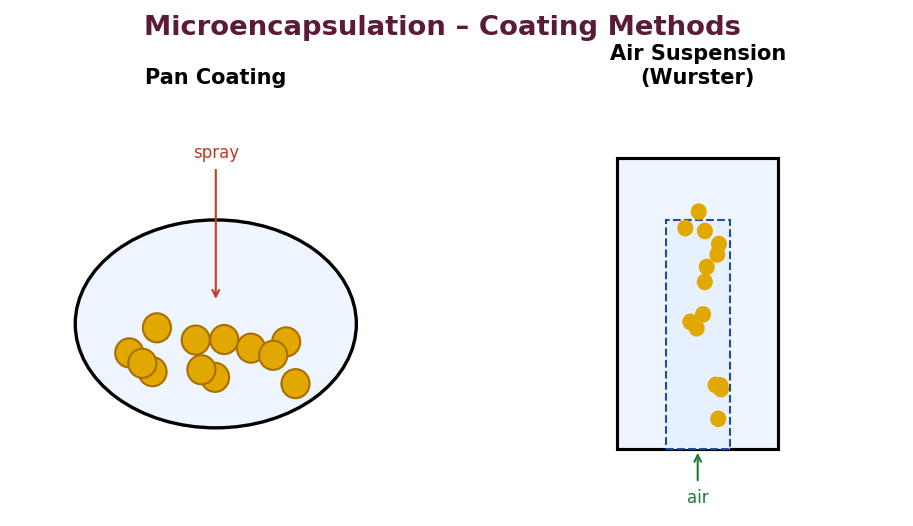 Microencapsulation – Coating Methods
Pan Coating
Air Suspension
(Wurster)
spray
air